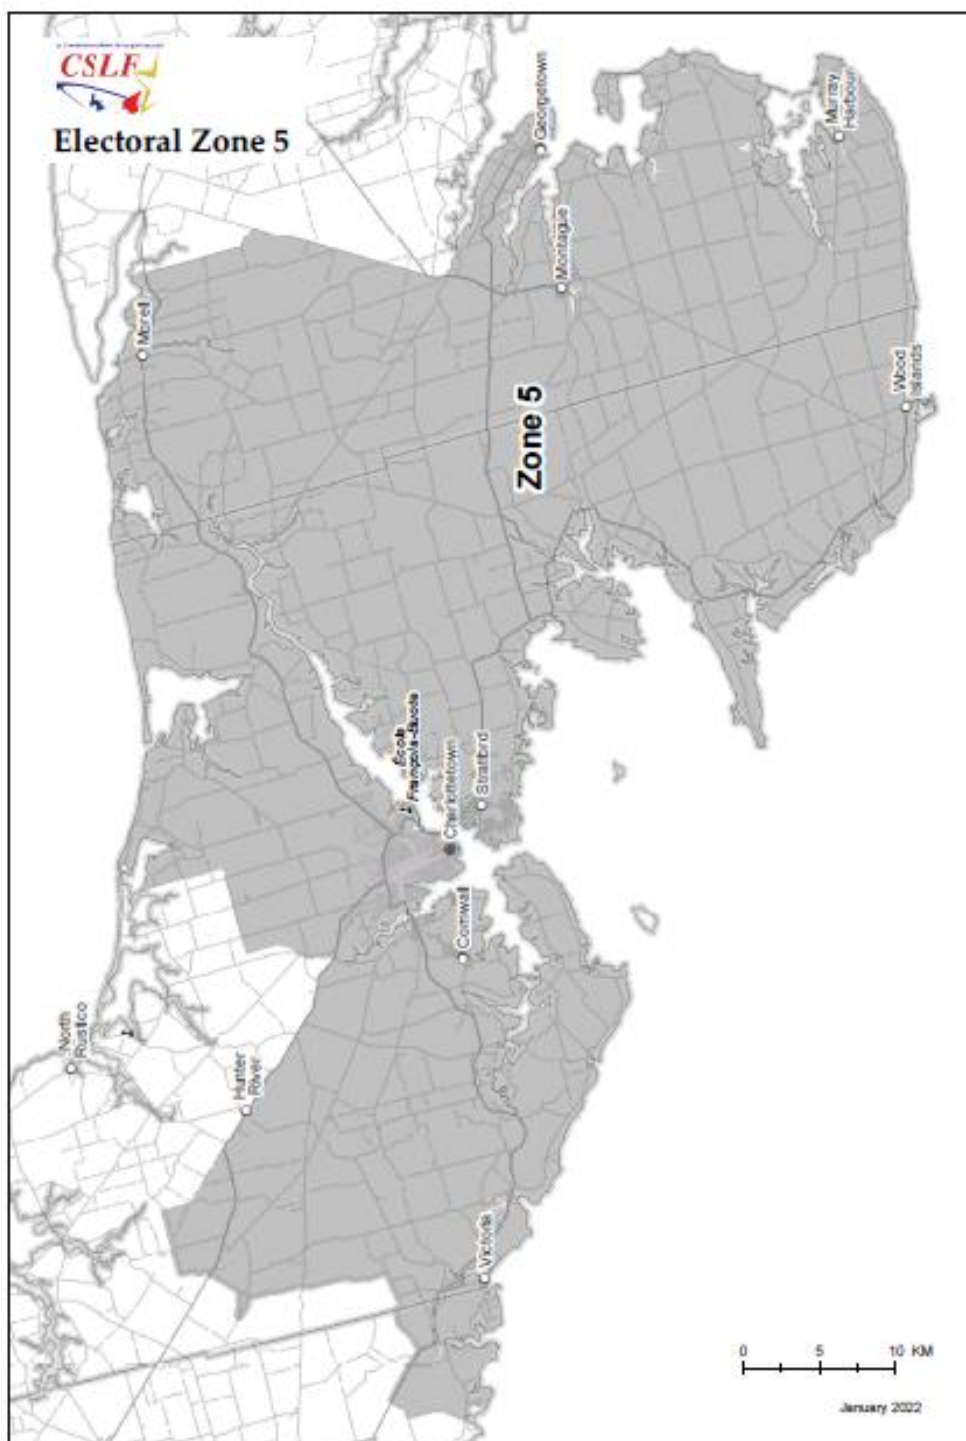 CSLF
Electoral Zone 5
Georgetown
Murray
Harbour
Montague
Morell
Wood
Islands
Zone 5
École
François-Buote
Stratford
Charlottetown
Cornwall
North
Rustico
Hunter
River
Victoria
0 5 10 KM
January 2022